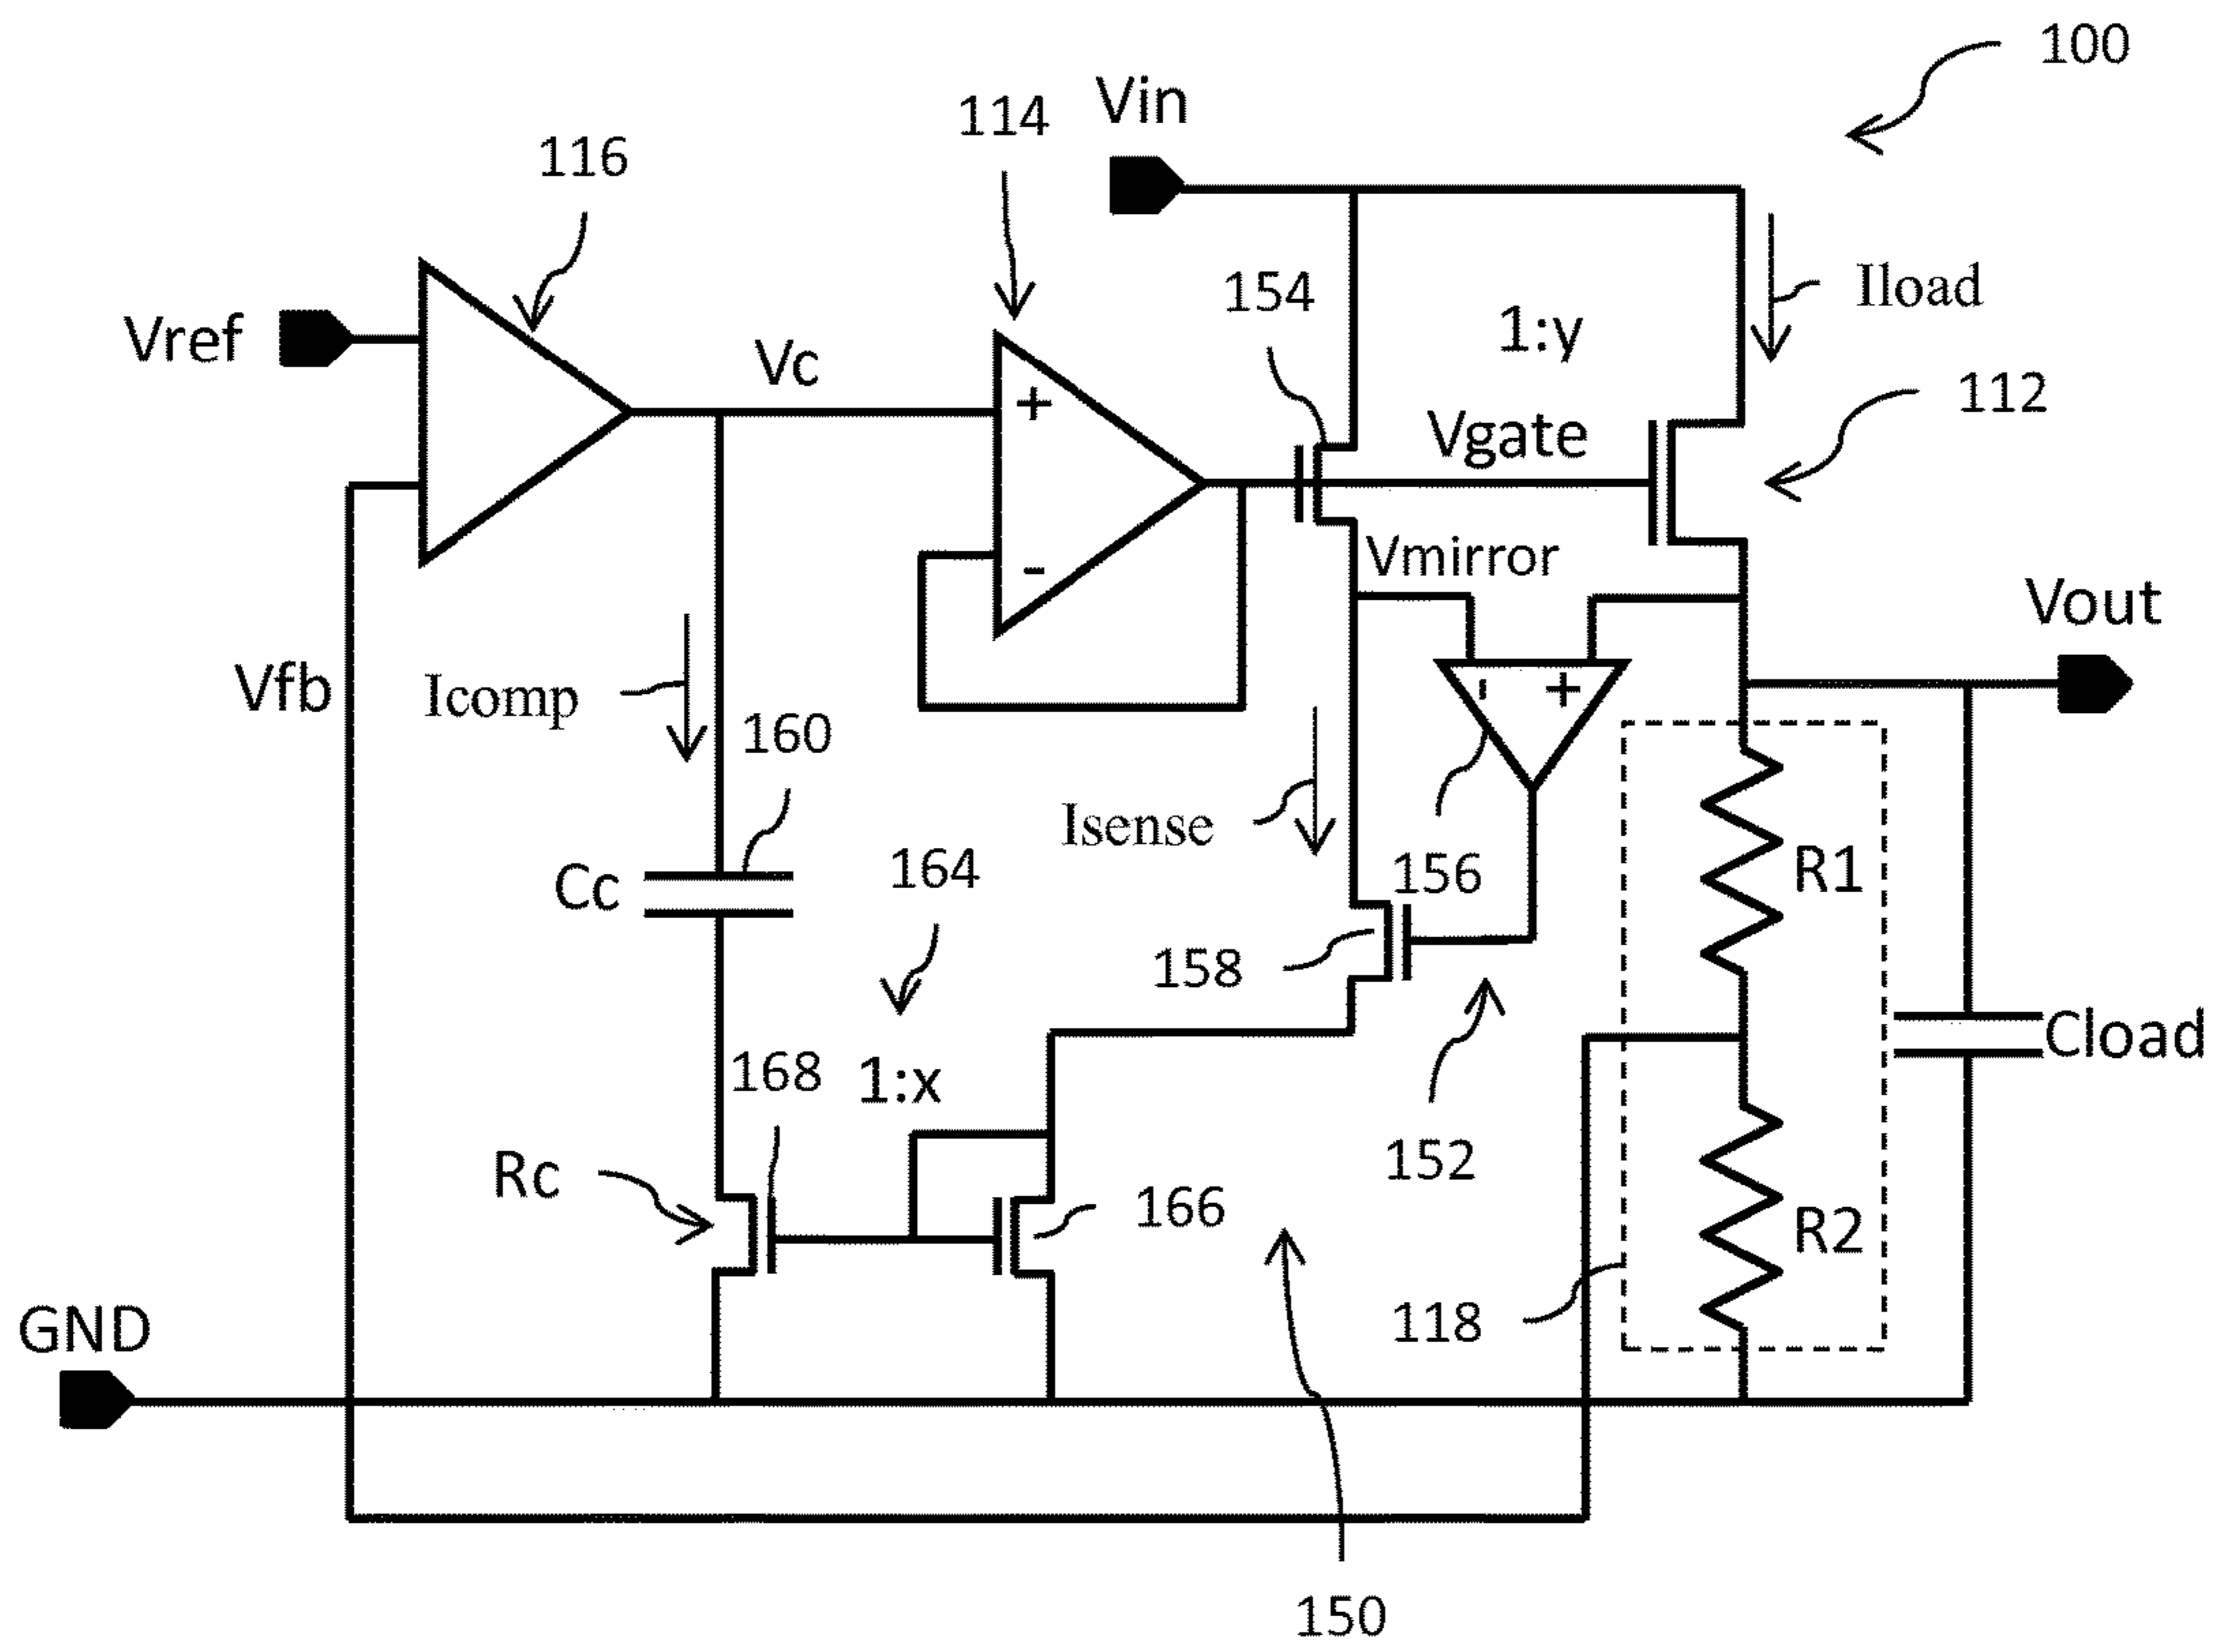 100
Vin
114
116
154
Iload
1:y
Vref
Vc
+
112
Vgate
-
Vmirror
Vout
Vfb
Icomp
- +
160
Isense
164
156
R1
Cc
158
Cload
1:x
168
152
Rc
166
R2
118
GND
150